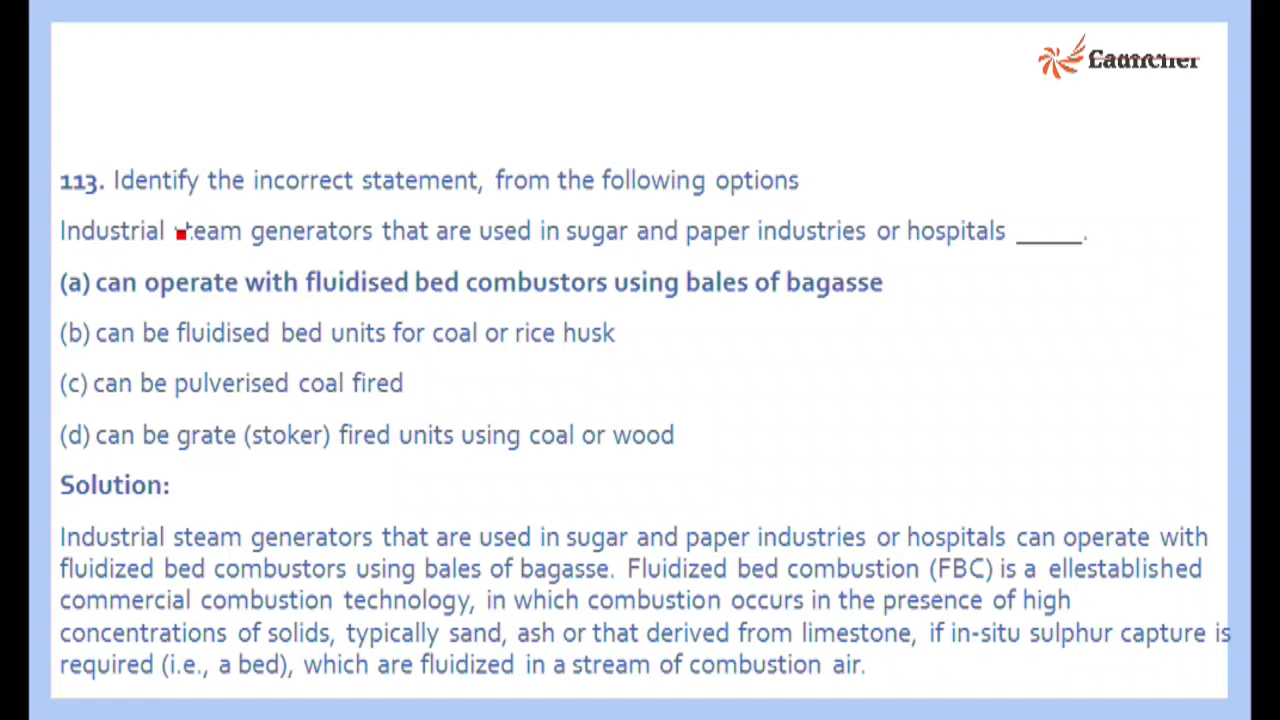 Launcher
113. Identify the incorrect statement, from the following options
Industrial steam generators that are used in sugar and paper industries or hospitals _____.
(a) can operate with fluidised bed combustors using bales of bagasse
(b) can be fluidised bed units for coal or rice husk
(c) can be pulverised coal fired
(d) can be grate (stoker) fired units using coal or wood
Solution:
Industrial steam generators that are used in sugar and paper industries or hospitals can operate with
fluidized bed combustors using bales of bagasse. Fluidized bed combustion (FBC) is a ellestablished
commercial combustion technology, in which combustion occurs in the presence of high
concentrations of solids, typically sand, ash or that derived from limestone, if in-situ sulphur capture is
required (i.e., a bed), which are fluidized in a stream of combustion air.